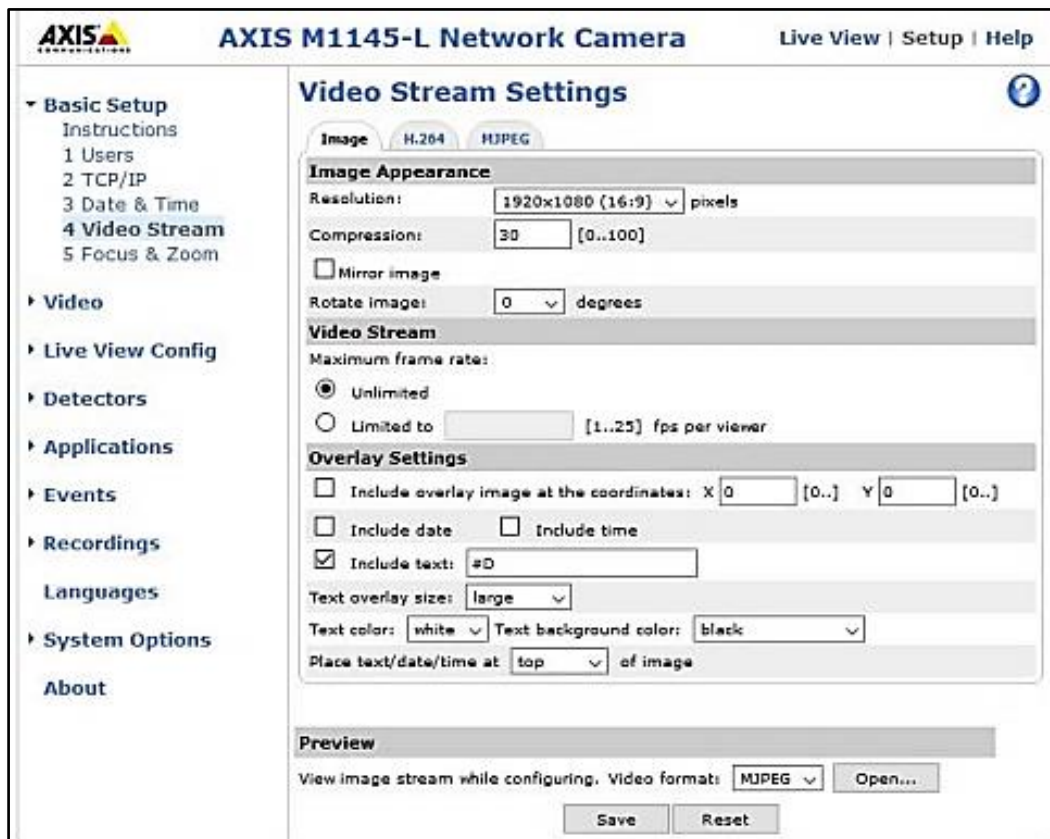 AXIS
COMMUNICATIONS
AXIS M1145-L Network Camera
Live View | Setup | Help
Basic Setup
Instructions
1 Users
2 TCP/IP
3 Date & Time
4 Video Stream
5 Focus & Zoom
Video
Live View Config
Detectors
Applications
Events
Recordings
Languages
System Options
About
Video Stream Settings
?
Image H.264 MJPEG
Image Appearance
Resolution: 1920x1080 (16:9) pixels
Compression: 30 [0..100]
Mirror image
Rotate image: 0 degrees
Video Stream
Maximum frame rate:
Unlimited
Limited to [1..25] fps per viewer
Overlay Settings
Include overlay image at the coordinates: X 0 [0..] Y 0 [0..]
Include date Include time
Include text: #D
Text overlay size: large
Text color: white Text background color: black
Place text/date/time at top of image
Preview
View image stream while configuring. Video format: MJPEG Open...
Save Reset